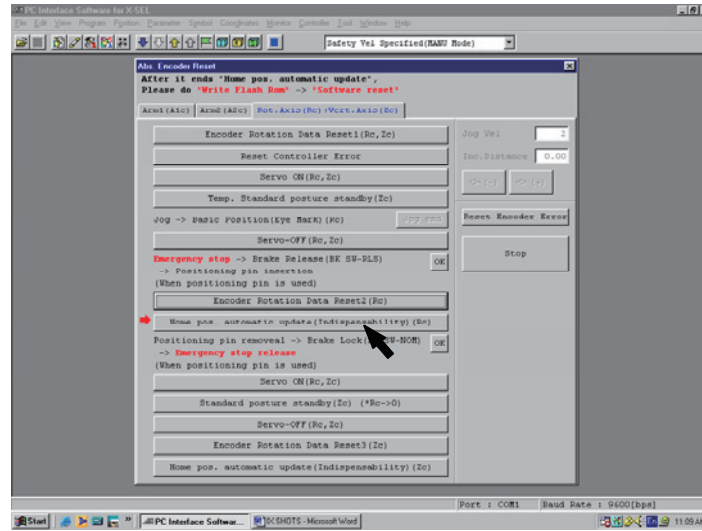 PC Interface Software for X-SEL
File Edit View Program Position Parameter Symbol Coordinates Monitor Controller Tool Window Help
Safety Vel Specified(MANU Mode)
Abs. Encoder Reset
After it ends "Home pos. automatic update",
Please do "Write Flash Rom" -> "Software reset"
Arm1(A1c) Arm2(A2c) Rot.Axis(Rc)+Vert.Axis(Zc)
Encoder Rotation Data Reset1(Rc,Zc)
Reset Controller Error
Servo ON(Rc,Zc)
Temp. Standard posture standby(Zc)
Jog -> Basic Position(Eye Mark)(Rc) Jog end
Servo-OFF(Rc,Zc)
Emergency stop -> Brake Release(BK SW-RLS) OK
-> Positioning pin insertion
(When positioning pin is used)
Encoder Rotation Data Reset2(Rc)
Home pos. automatic update(Indispensability)(Rc)
Positioning pin removeal -> Brake Lock( SW-NOM) OK
-> Emergency stop release
(When positioning pin is used)
Servo ON(Rc,Zc)
Standard posture standby(Zc) (*Rc->0)
Servo-OFF(Rc,Zc)
Encoder Rotation Data Reset3(Zc)
Home pos. automatic update(Indispensability)(Zc)
Jog Vel 2
Inc.Distance 0.00
Reset Encoder Error
Stop
Port : COM1 Baud Rate : 9600[bps]
Start PC Interface Softwar... IX SHOTS - Microsoft Word 11:09 AM